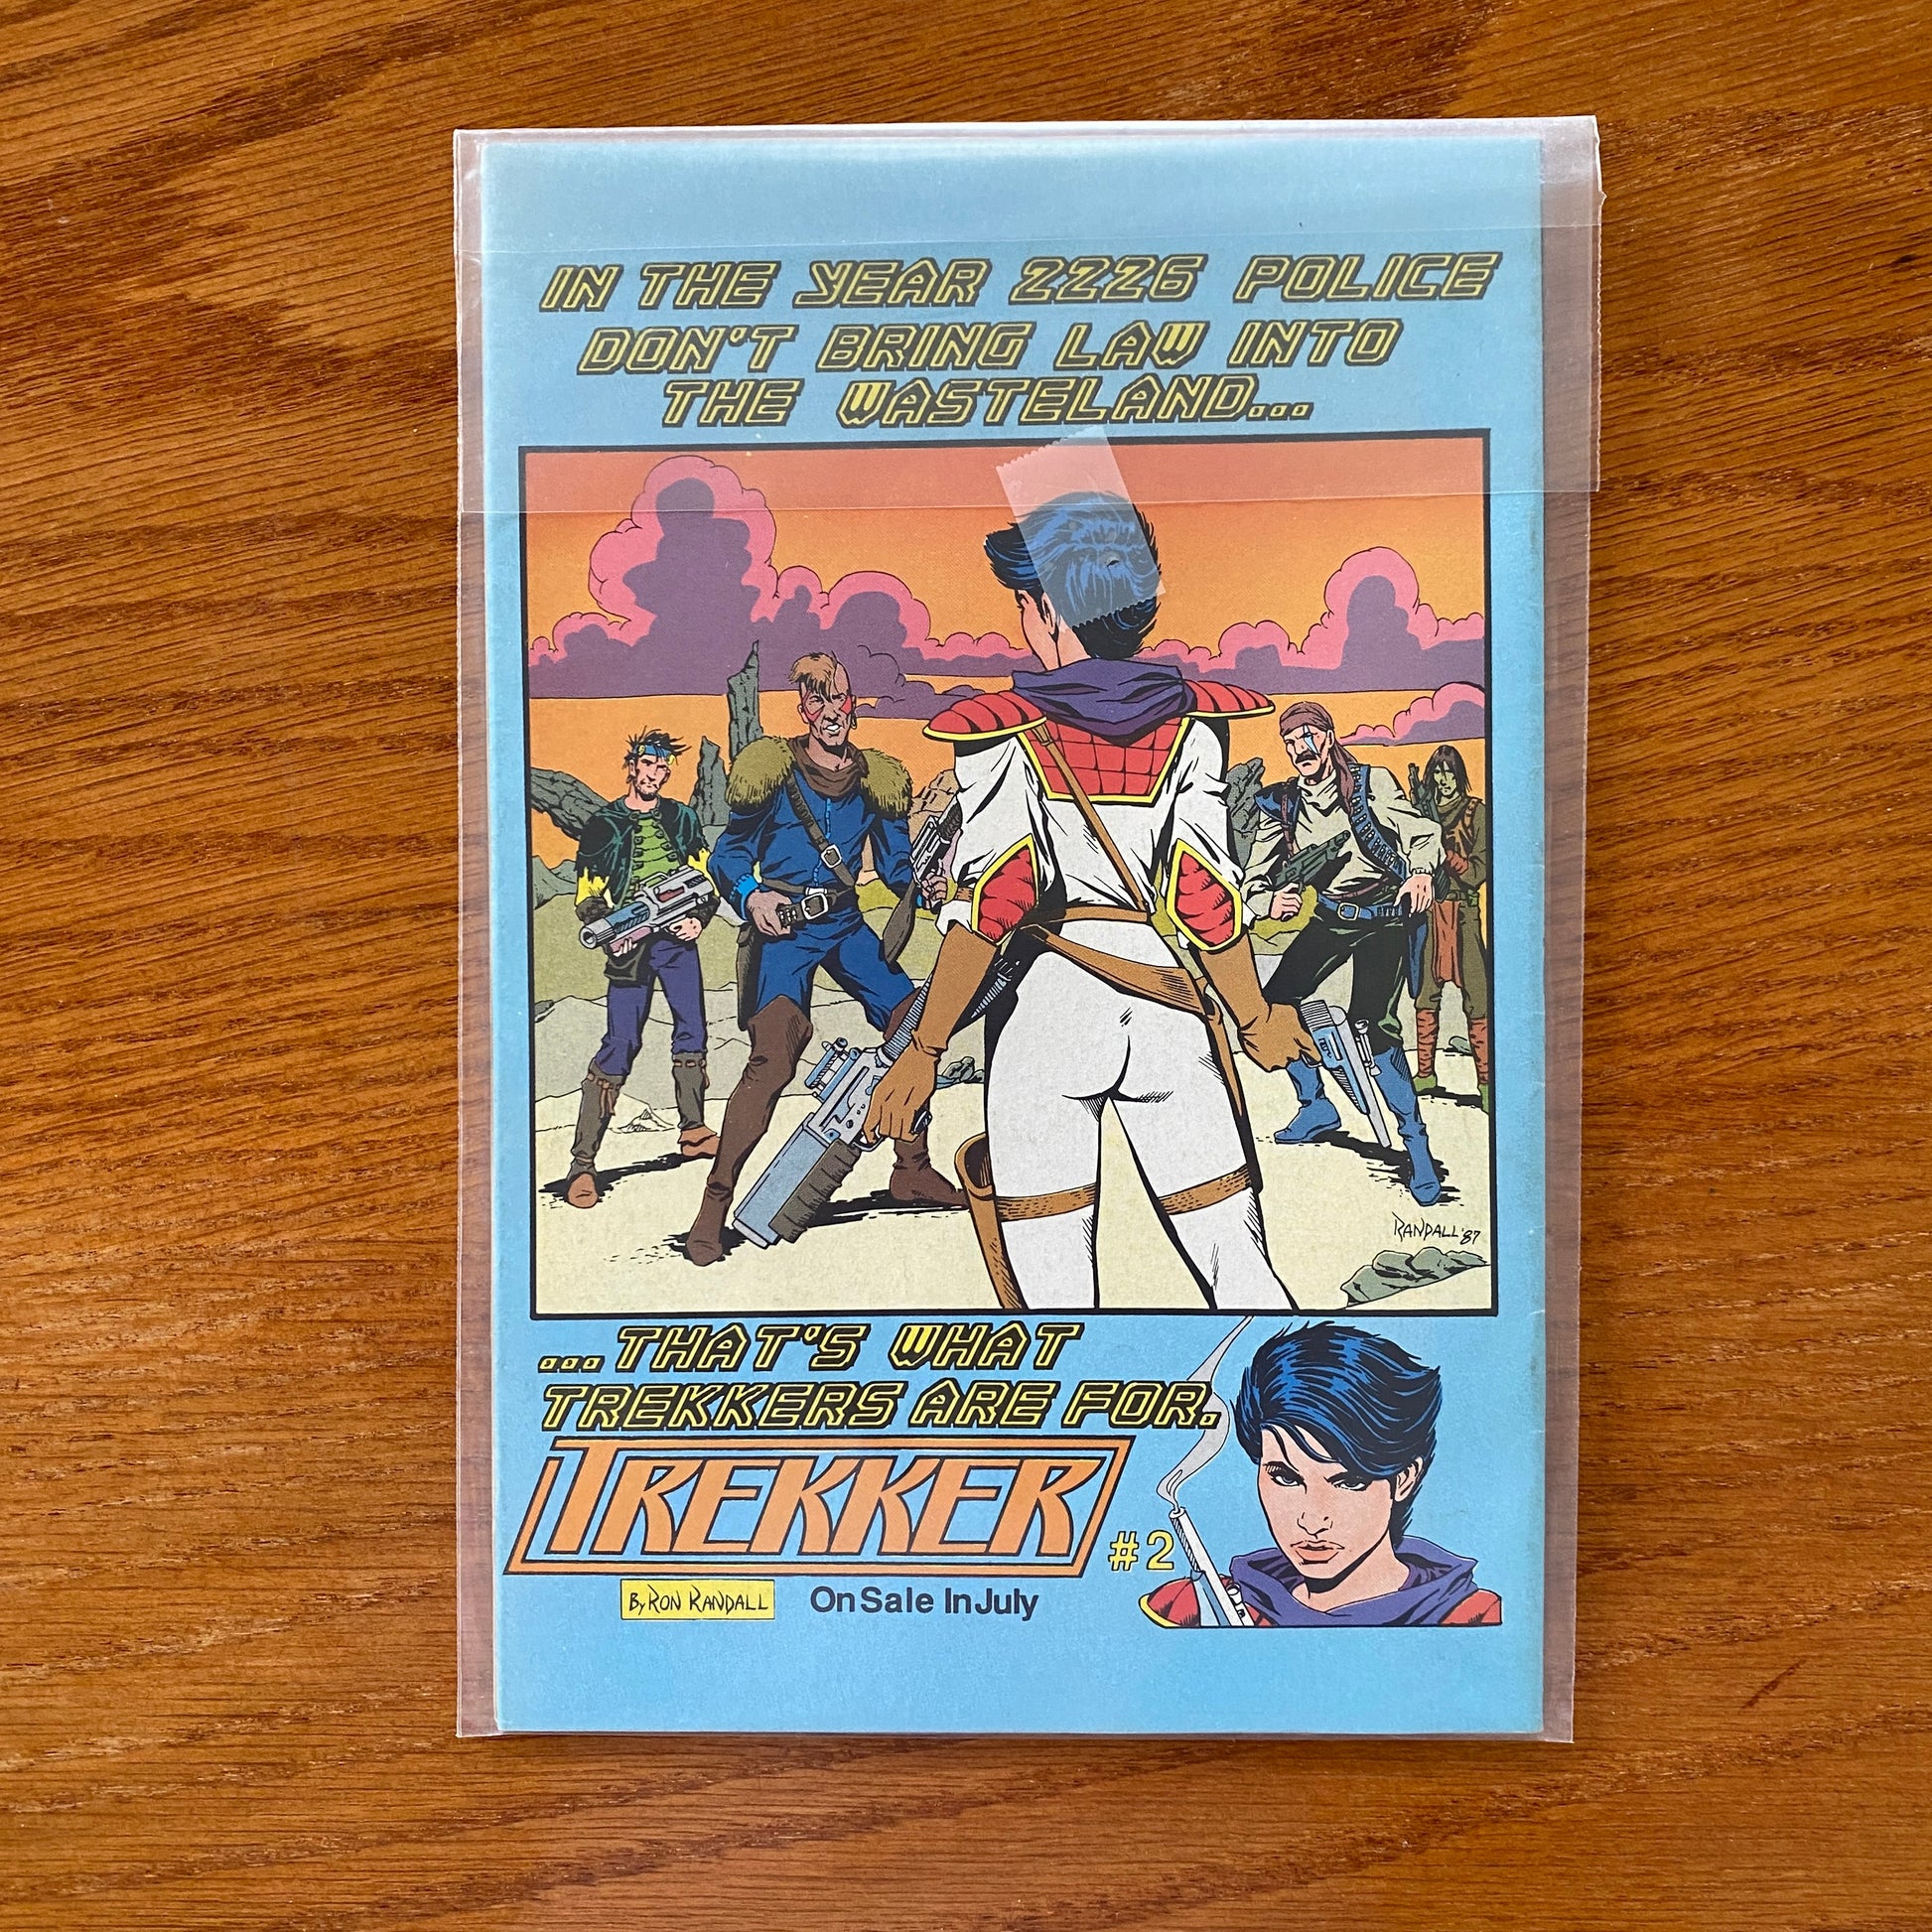 IN THE YEAR 2226 POLICE
DON'T BRING LAW INTO
THE WASTELAND...
RANDALL '87
...THAT'S WHAT
TREKKERS ARE FOR.
TREKKER #2
By RON RANDALL On Sale In July